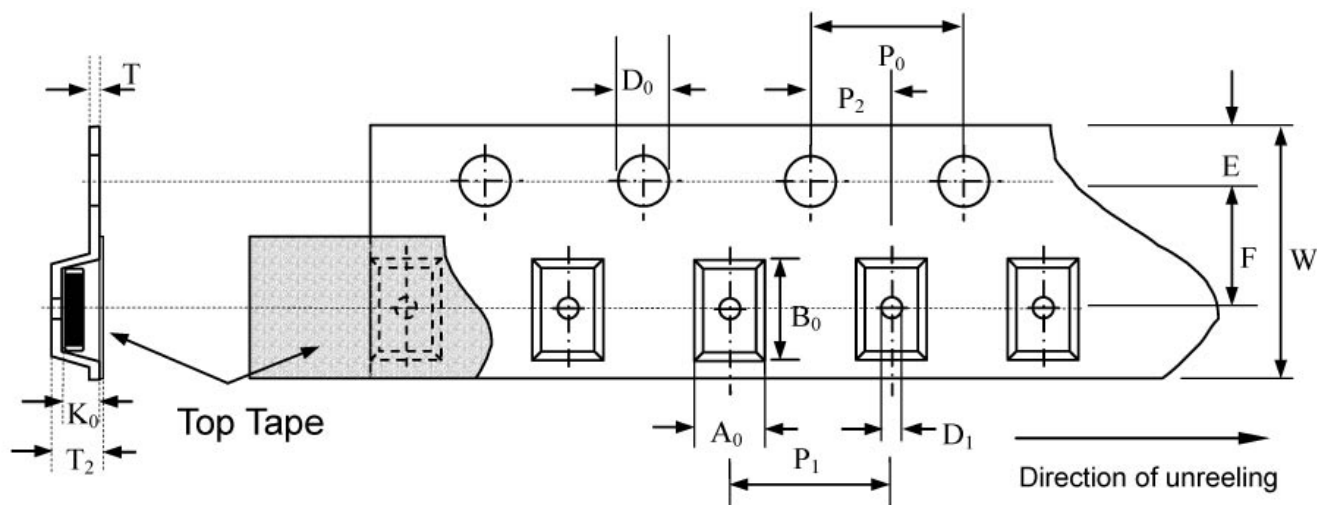 P₀
T
D₀
P₂
E
F
W
B₀
K₀
Top Tape
A₀
D₁
T₂
P₁
Direction of unreeling